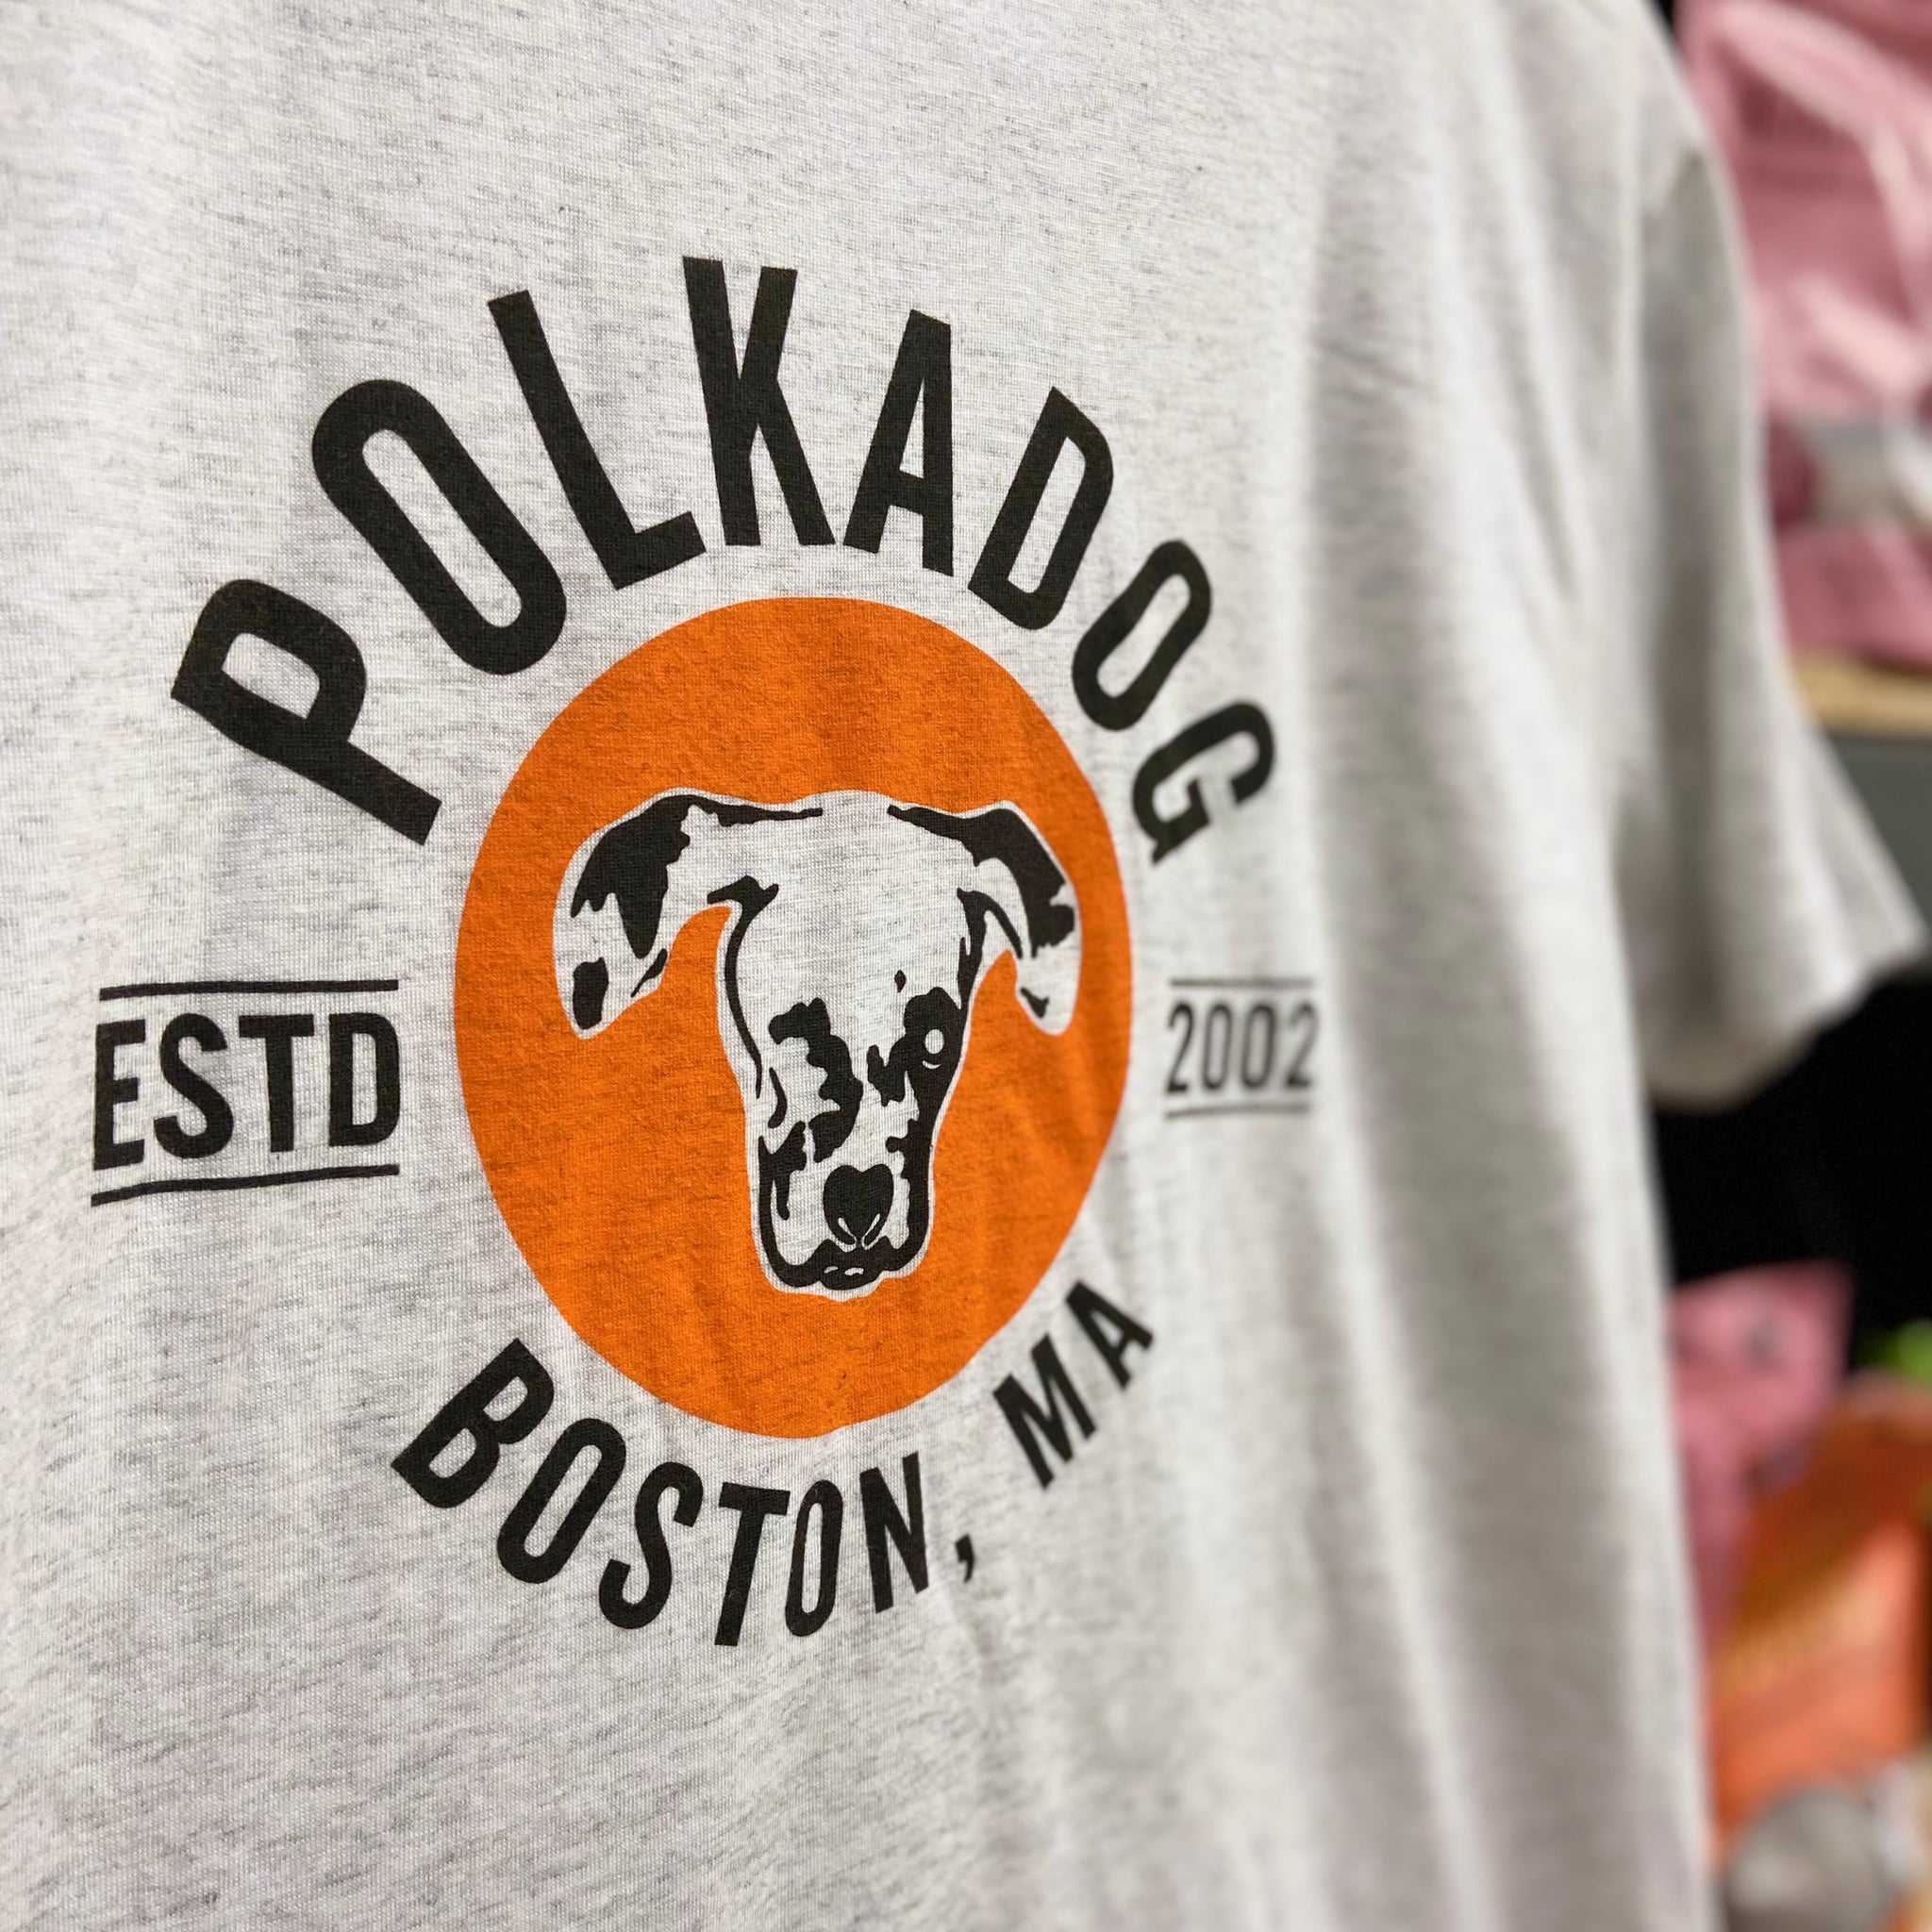 POLKADOG
ESTD
2002
BOSTON, MA